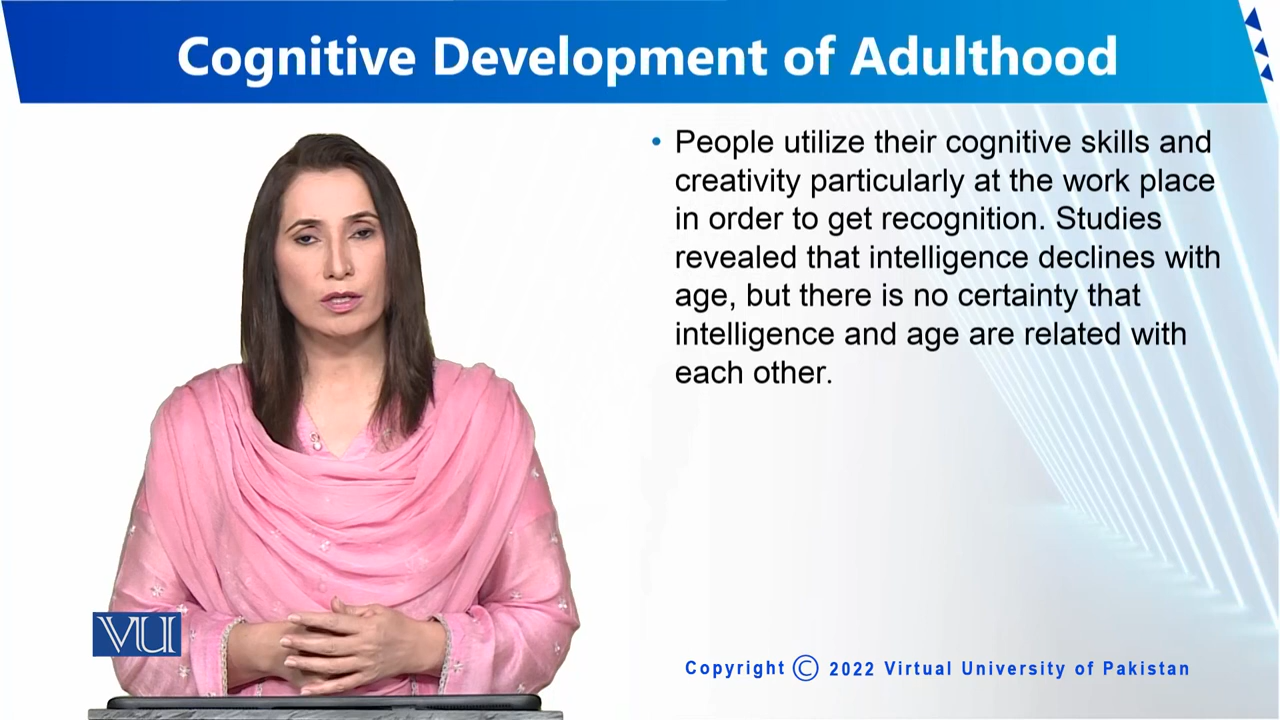 Cognitive Development of Adulthood
• People utilize their cognitive skills and
creativity particularly at the work place
in order to get recognition. Studies
revealed that intelligence declines with
age, but there is no certainty that
intelligence and age are related with
each other.
VU
Copyright © 2022 Virtual University of Pakistan